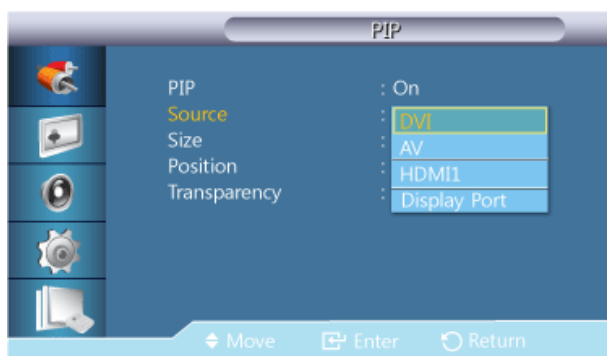 PIP
PIP : On
Source : DVI
Size : AV
Position : HDMI1
Transparency : Display Port
Move Enter Return